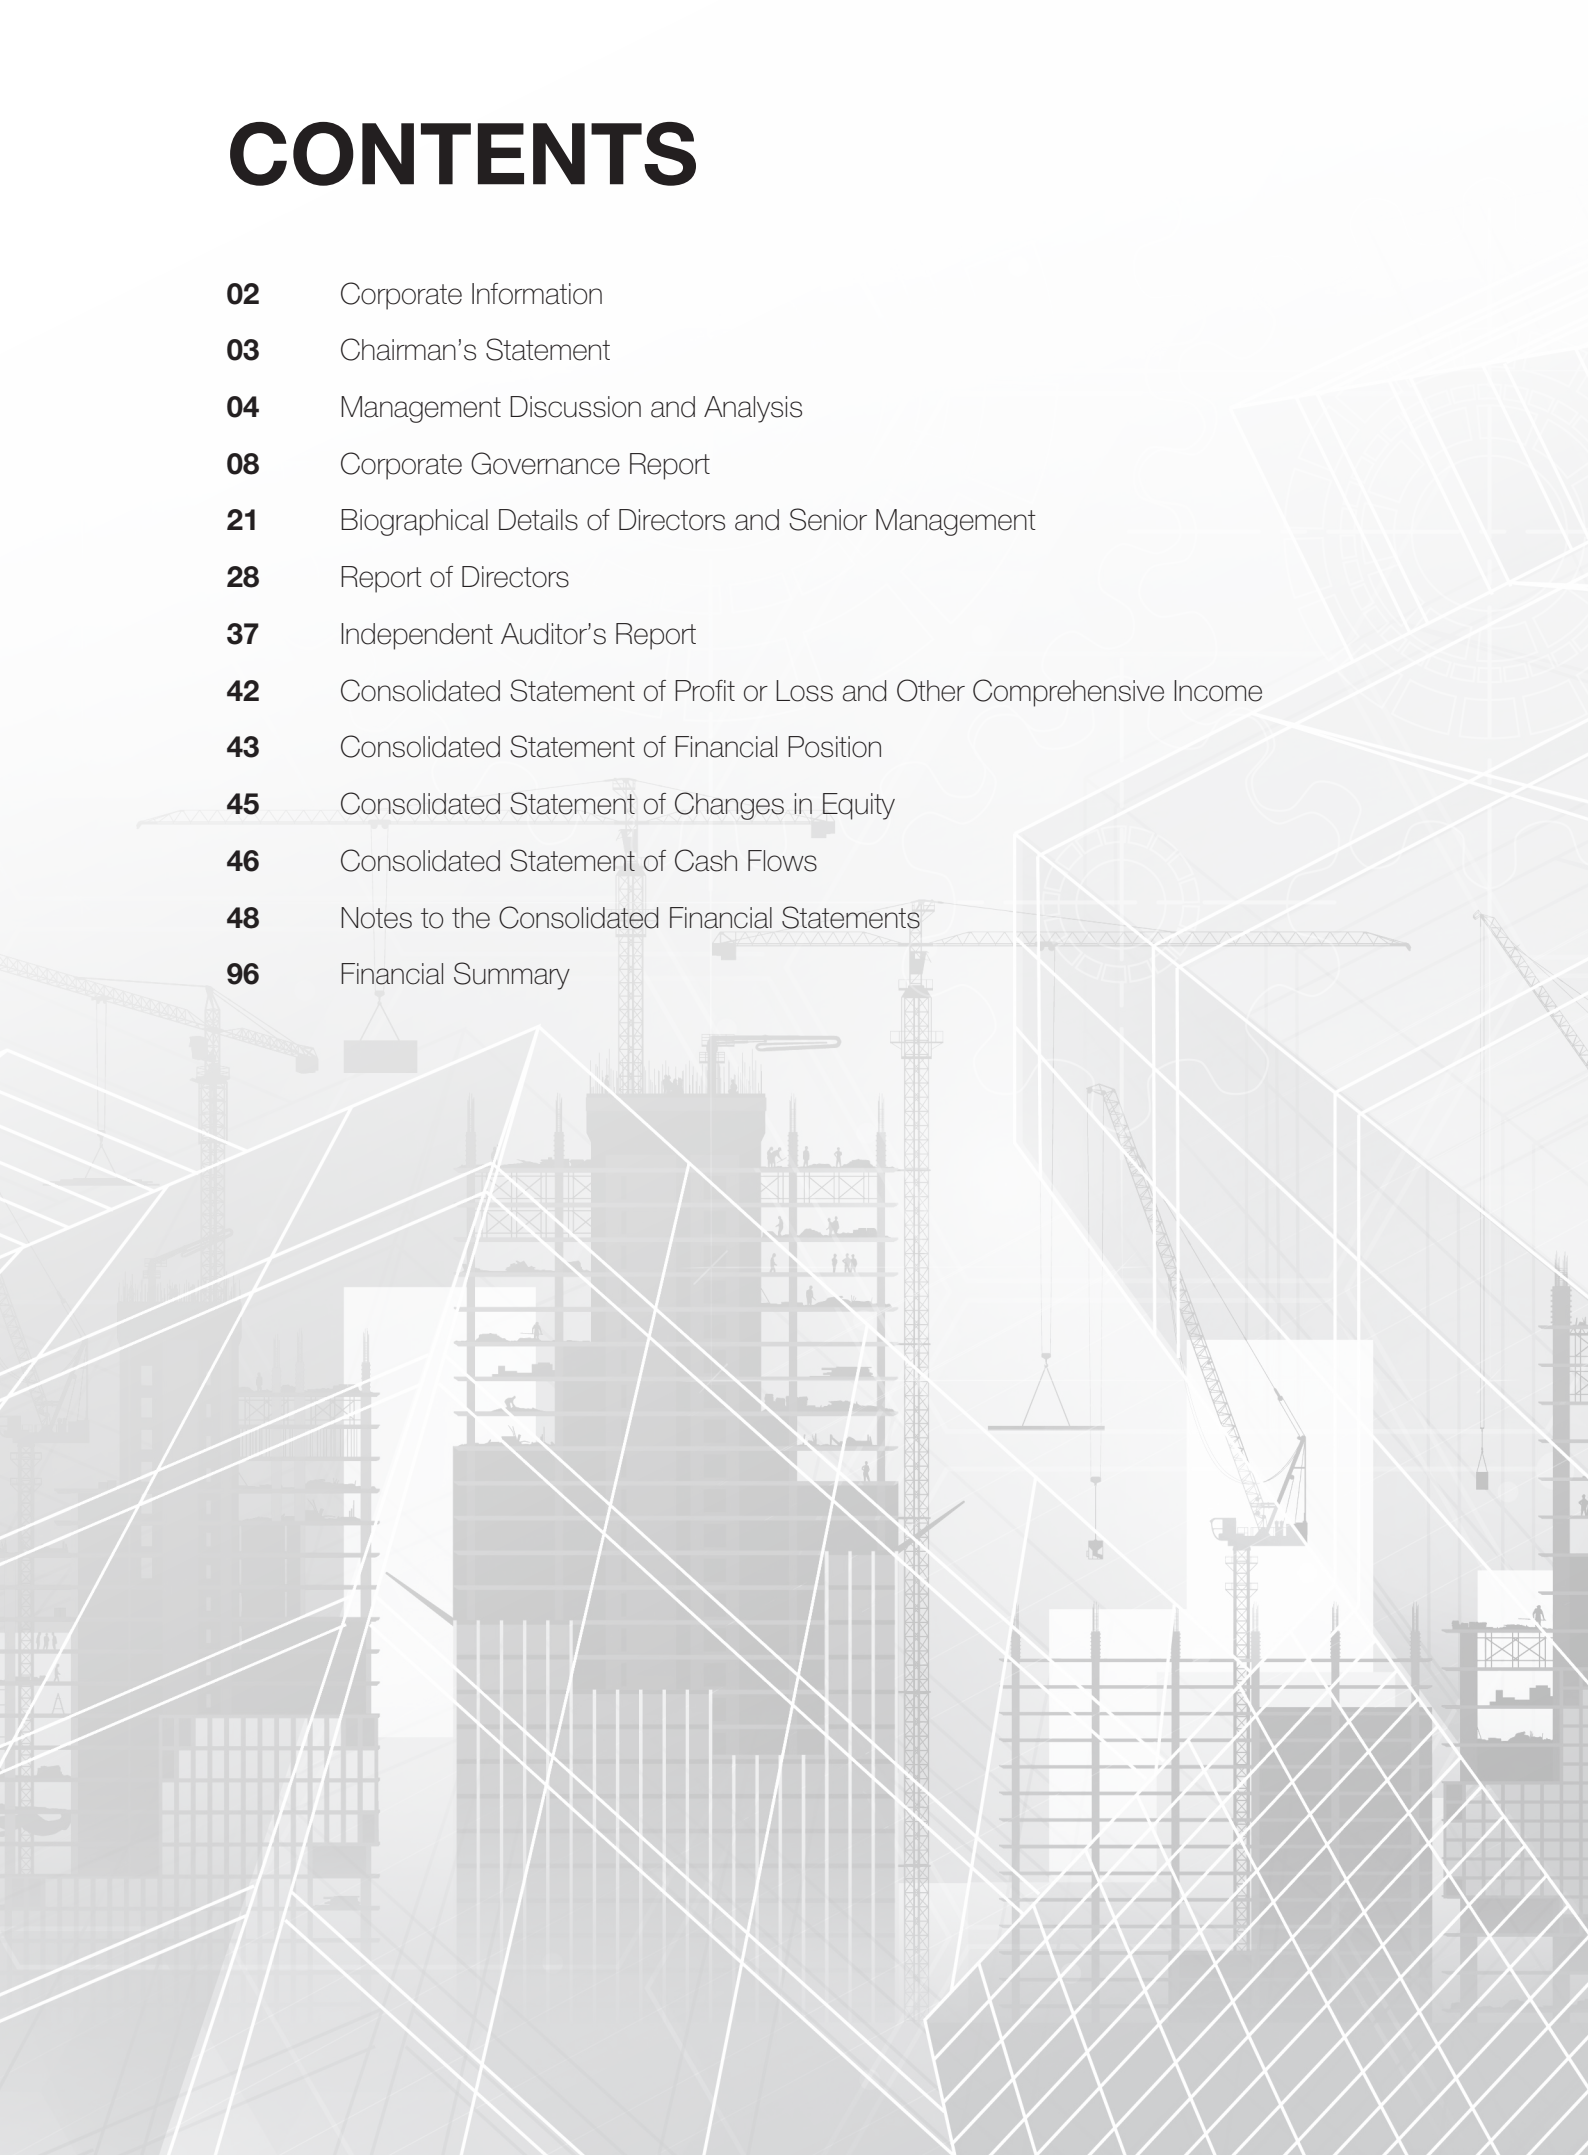 CONTENTS
02 Corporate Information
03 Chairman’s Statement
04 Management Discussion and Analysis
08 Corporate Governance Report
21 Biographical Details of Directors and Senior Management
28 Report of Directors
37 Independent Auditor’s Report
42 Consolidated Statement of Profit or Loss and Other Comprehensive Income
43 Consolidated Statement of Financial Position
45 Consolidated Statement of Changes in Equity
46 Consolidated Statement of Cash Flows
48 Notes to the Consolidated Financial Statements
96 Financial Summary